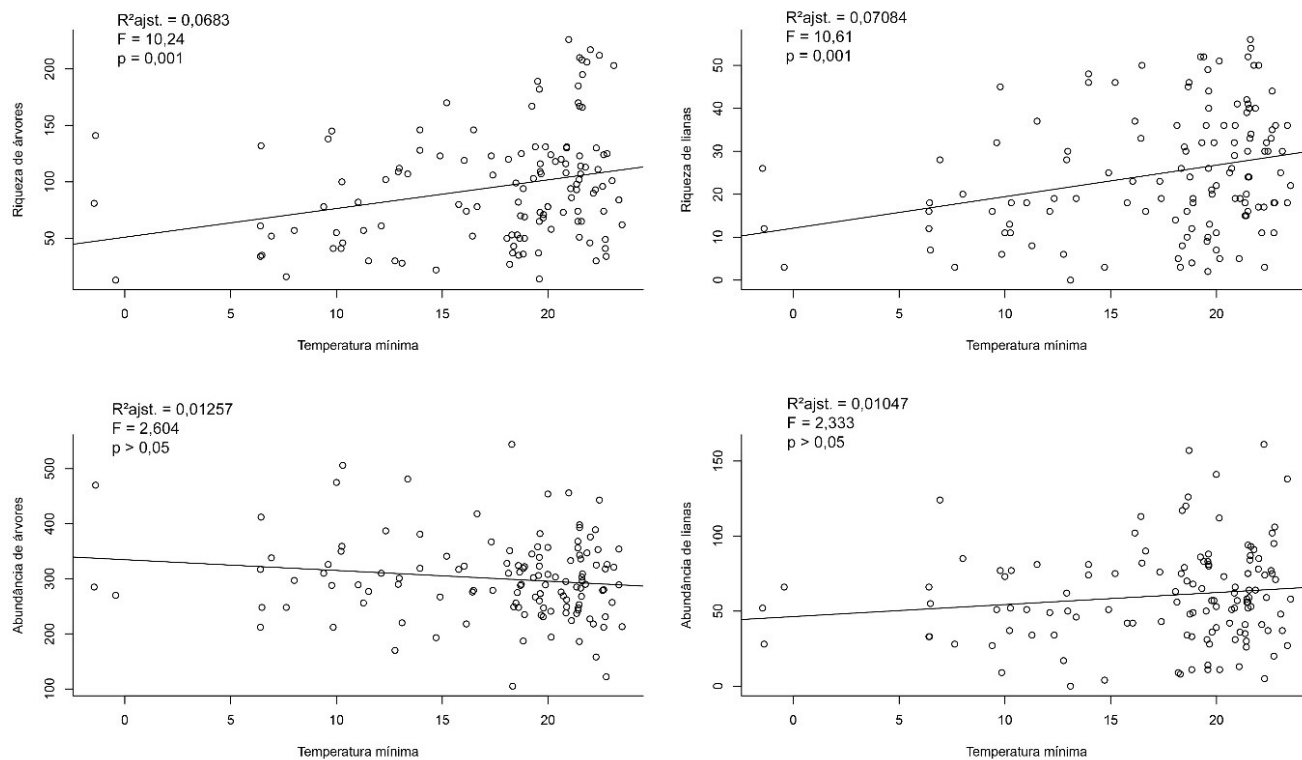 R²ajst. = 0,0683
F = 10,24
p = 0,001
Riqueza de árvores
50
100
150
200
0
5
10
15
20
Temperatura mínima
R²ajst. = 0,07084
F = 10,61
p = 0,001
Riqueza de lianas
0
10
20
30
40
50
0
5
10
15
20
Temperatura mínima
R²ajst. = 0,01257
F = 2,604
p > 0,05
Abundância de árvores
100
200
300
400
500
0
5
10
15
20
Temperatura mínima
R²ajst. = 0,01047
F = 2,333
p > 0,05
Abundância de lianas
0
50
100
150
0
5
10
15
20
Temperatura mínima